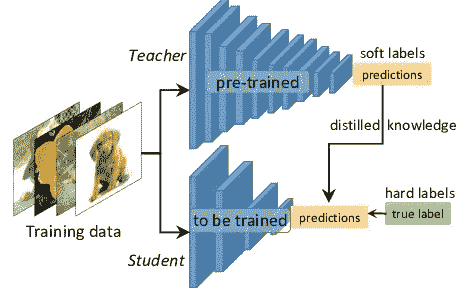 Teacher
soft labels
pre-trained
predictions
distilled knowledge
hard labels
to be trained
predictions
true label
Training data
Student